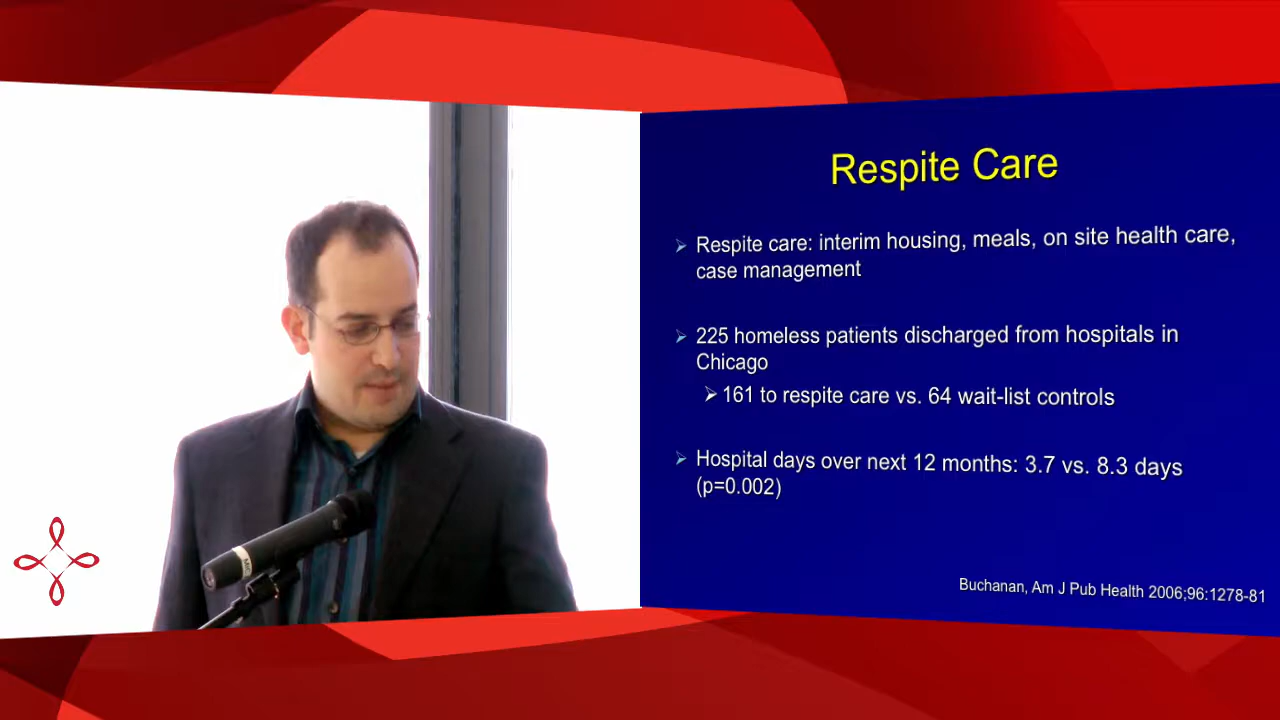 Respite Care
Respite care: interim housing, meals, on site health care,
case management
225 homeless patients discharged from hospitals in
Chicago
161 to respite care vs. 64 wait-list controls
Hospital days over next 12 months: 3.7 vs. 8.3 days
(p=0.002)
Buchanan, Am J Pub Health 2006;96:1278-81